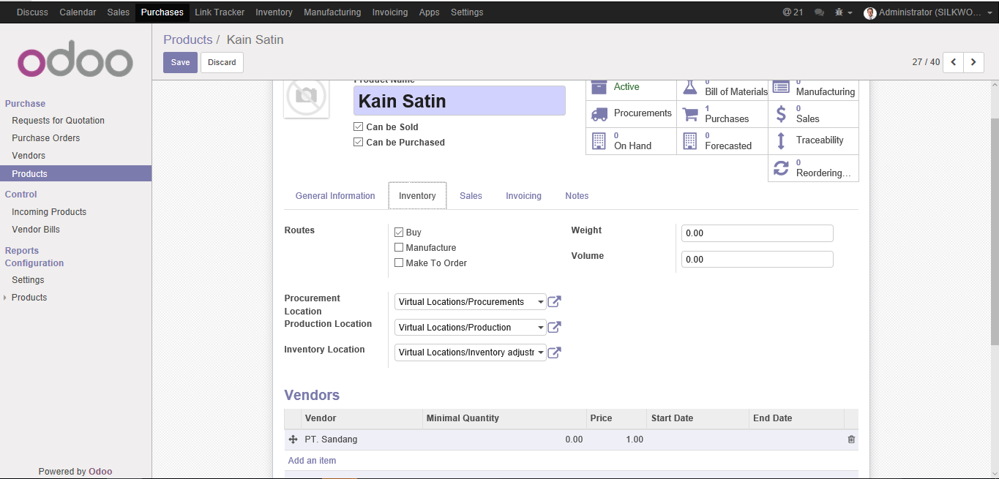 Discuss Calendar Sales Purchases Link Tracker Inventory Manufacturing Invoicing Apps Settings @ 21 Administrator (SILKWO...
odoo
Products / Kain Satin
Save Discard
27 / 40
Purchase
Requests for Quotation
Purchase Orders
Vendors
Products
Control
Incoming Products
Vendor Bills
Reports
Configuration
Settings
Products
Powered by Odoo
Product Name
Kain Satin
Can be Sold
Can be Purchased
Active
0
Bill of Materials
0
Manufacturing
Procurements
1
Purchases
0
Sales
0
On Hand
0
Forecasted
Traceability
0
Reordering...
General Information Inventory Sales Invoicing Notes
Routes
Buy
Manufacture
Make To Order
Weight
0.00
Volume
0.00
Procurement
Location
Virtual Locations/Procurements
Production Location
Virtual Locations/Production
Inventory Location
Virtual Locations/Inventory adjustr
Vendors
Vendor Minimal Quantity Price Start Date End Date
PT. Sandang 0.00 1.00
Add an item